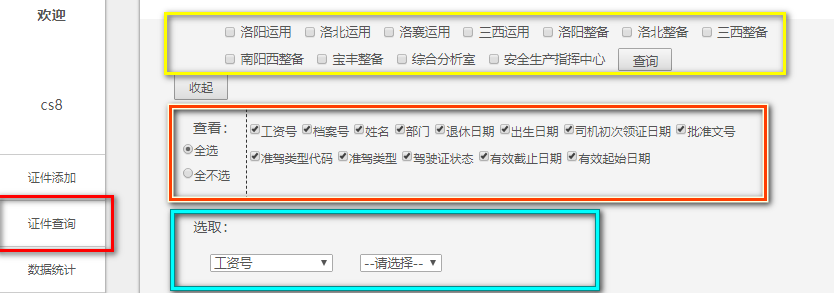 欢迎
cs8
证件添加
证件查询
数据统计
洛阳运用 洛北运用 洛襄运用 三西运用 洛阳整备 洛北整备 三西整备
南阳西整备 宝丰整备 综合分析室 安全生产指挥中心 查询
收起
查看：
全选
全不选
工资号 档案号 姓名 部门 退休日期 出生日期 司机初次领证日期 批准文号
准驾类型代码 准驾类型 驾驶证状态 有效截止日期 有效起始日期
选取：
工资号 --请选择--